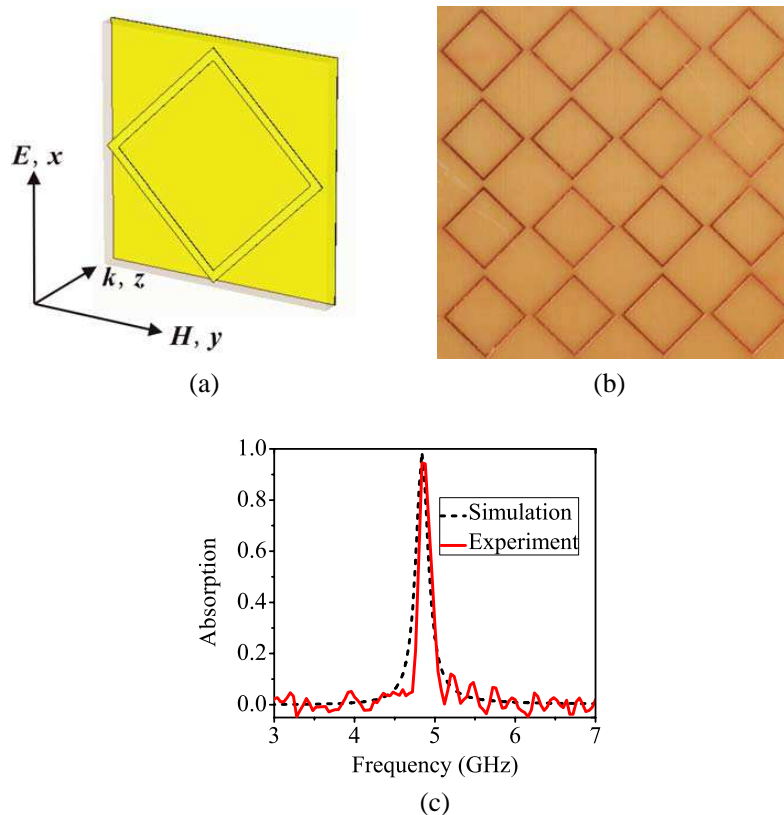 E, x
k, z
H, y
(a)
(b)
1.0
0.8
0.6
0.4
0.2
0.0
Absorption
Simulation
Experiment
3 4 5 6 7
Frequency (GHz)
(c)